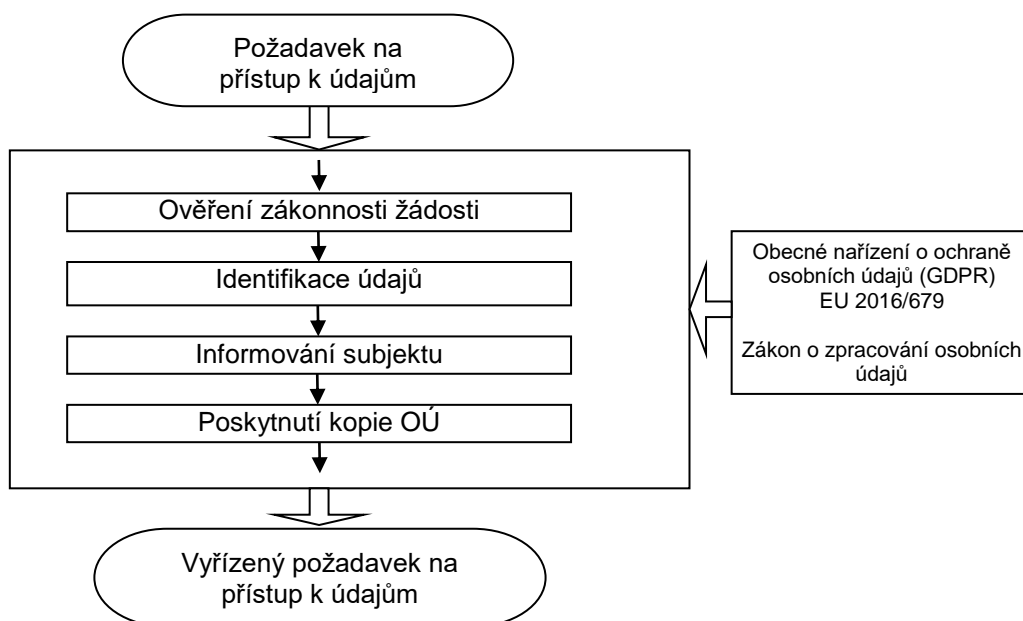 Požadavek na
přístup k údajům
Ověření zákonnosti žádosti
Identifikace údajů
Informování subjektu
Poskytnutí kopie OÚ
Obecné nařízení o ochraně
osobních údajů (GDPR)
EU 2016/679
Zákon o zpracování osobních
údajů
Vyřízený požadavek na
přístup k údajům